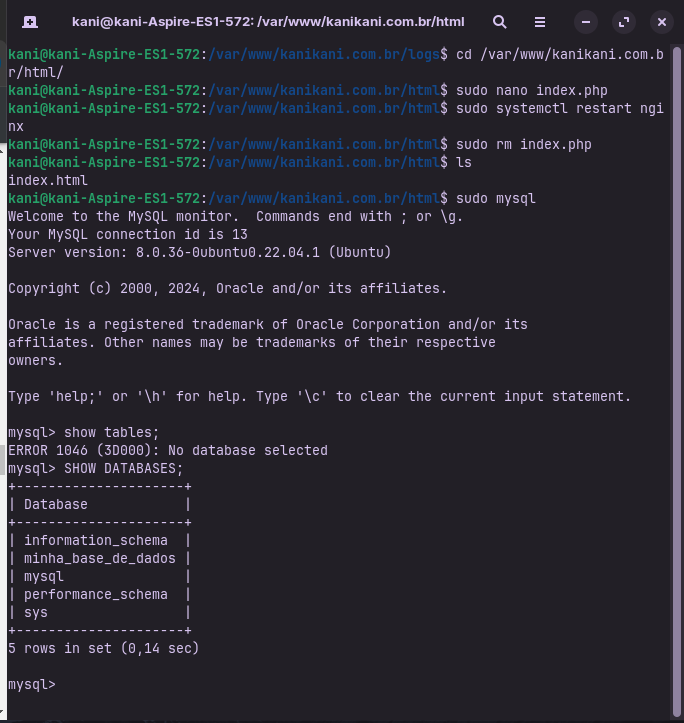 kani@kani-Aspire-ES1-572: /var/www/kanikani.com.br/html
kani@kani-Aspire-ES1-572:/var/www/kanikani.com.br/logs$ cd /var/www/kanikani.com.b
r/html/
kani@kani-Aspire-ES1-572:/var/www/kanikani.com.br/html$ sudo nano index.php
kani@kani-Aspire-ES1-572:/var/www/kanikani.com.br/html$ sudo systemctl restart ngi
nx
kani@kani-Aspire-ES1-572:/var/www/kanikani.com.br/html$ sudo rm index.php
kani@kani-Aspire-ES1-572:/var/www/kanikani.com.br/html$ ls
index.html
kani@kani-Aspire-ES1-572:/var/www/kanikani.com.br/html$ sudo mysql
Welcome to the MySQL monitor.  Commands end with ; or \g.
Your MySQL connection id is 13
Server version: 8.0.36-0ubuntu0.22.04.1 (Ubuntu)

Copyright (c) 2000, 2024, Oracle and/or its affiliates.

Oracle is a registered trademark of Oracle Corporation and/or its
affiliates. Other names may be trademarks of their respective
owners.

Type 'help;' or '\h' for help. Type '\c' to clear the current input statement.

mysql> show tables;
ERROR 1046 (3D000): No database selected
mysql> SHOW DATABASES;
+---------------------+
| Database            |
+---------------------+
| information_schema  |
| minha_base_de_dados |
| mysql               |
| performance_schema  |
| sys                 |
+---------------------+
5 rows in set (0,14 sec)

mysql>